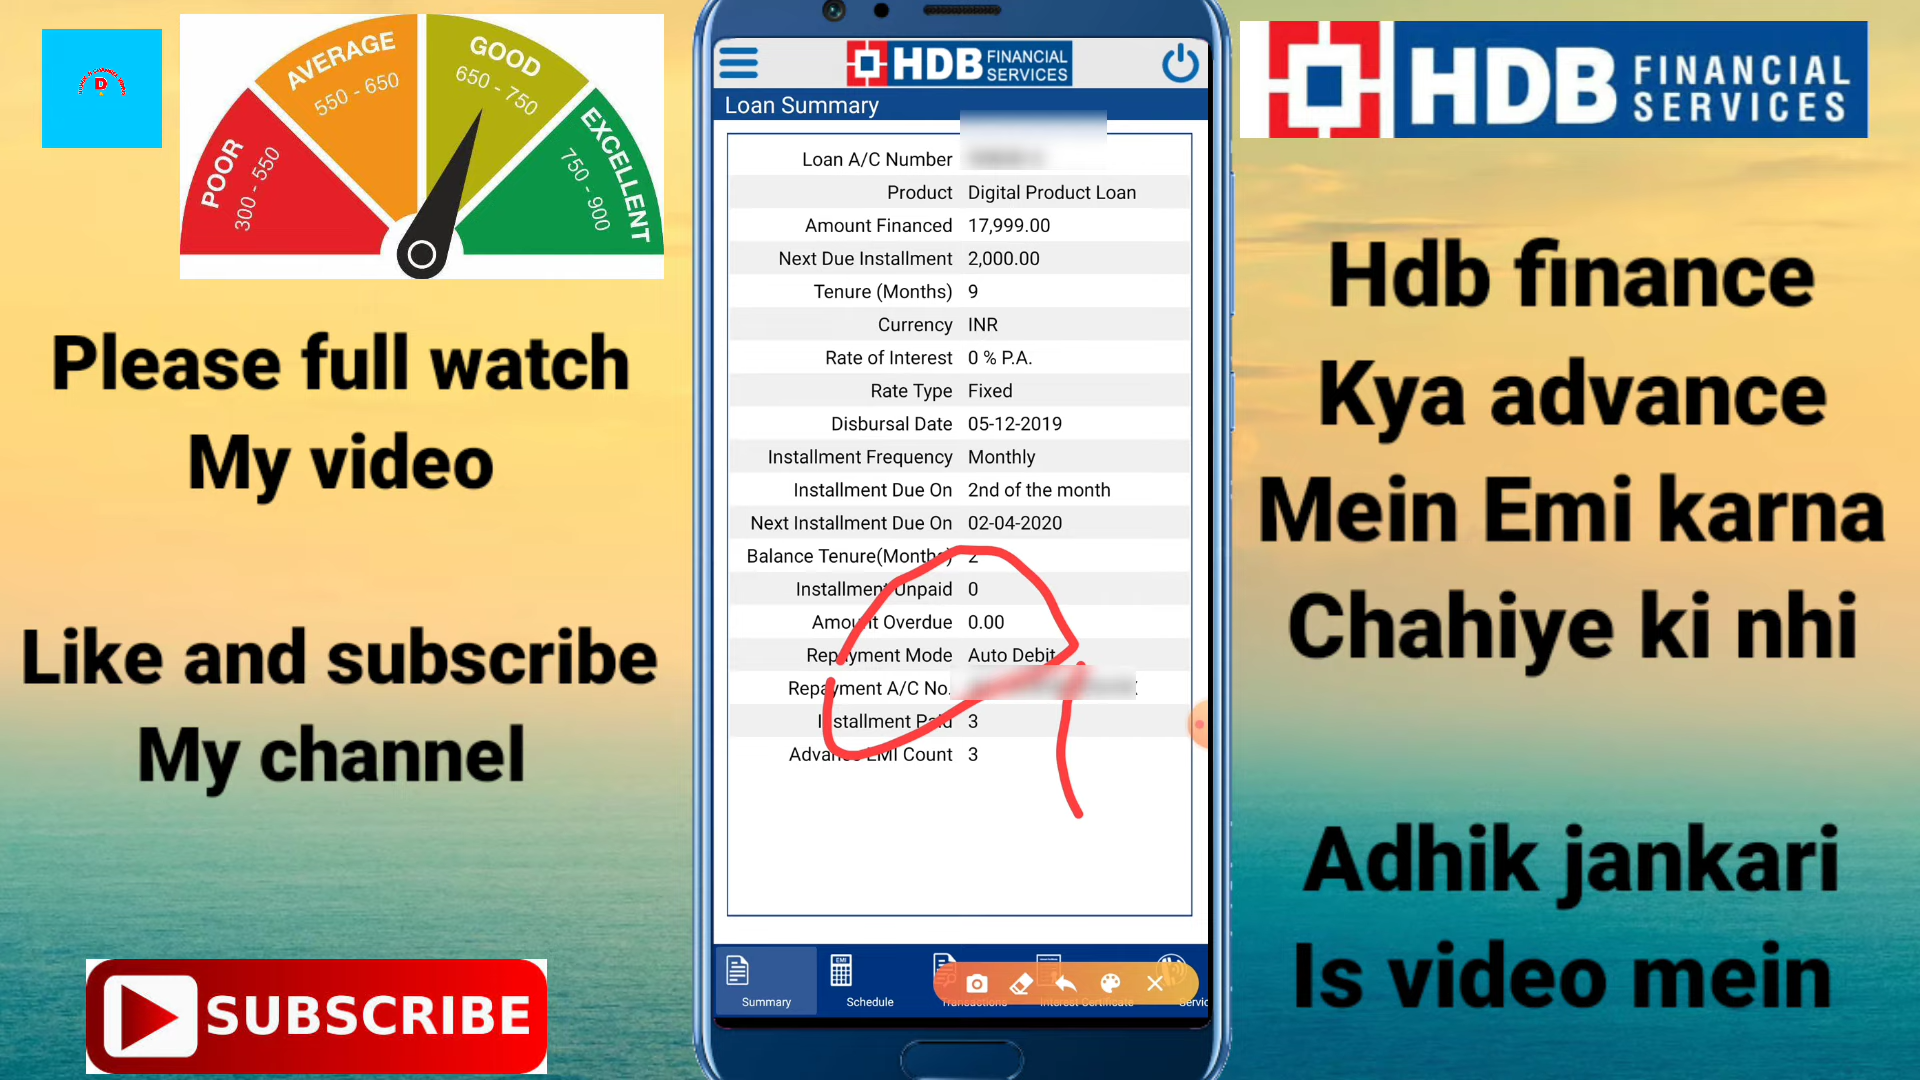 POOR
300 - 550
AVERAGE
550 - 650
GOOD
650 - 750
EXCELLENT
750 - 900
D
Please full watch
My video
Like and subscribe
My channel
SUBSCRIBE
HDB FINANCIAL SERVICES
Loan Summary
Loan A/C Number
Product Digital Product Loan
Amount Financed 17,999.00
Next Due Installment 2,000.00
Tenure (Months) 9
Currency INR
Rate of Interest 0 % P.A.
Rate Type Fixed
Disbursal Date 05-12-2019
Installment Frequency Monthly
Installment Due On 2nd of the month
Next Installment Due On 02-04-2020
Balance Tenure(Months) 2
Installment Unpaid 0
Amount Overdue 0.00
Repayment Mode Auto Debit
Repayment A/C No.
Installment Paid 3
Advance EMI Count 3
EMI
Summary
Schedule
Transactions
Interest Certificate
Servic
HDB FINANCIAL SERVICES
Hdb finance
Kya advance
Mein Emi karna
Chahiye ki nhi
Adhik jankari
Is video mein